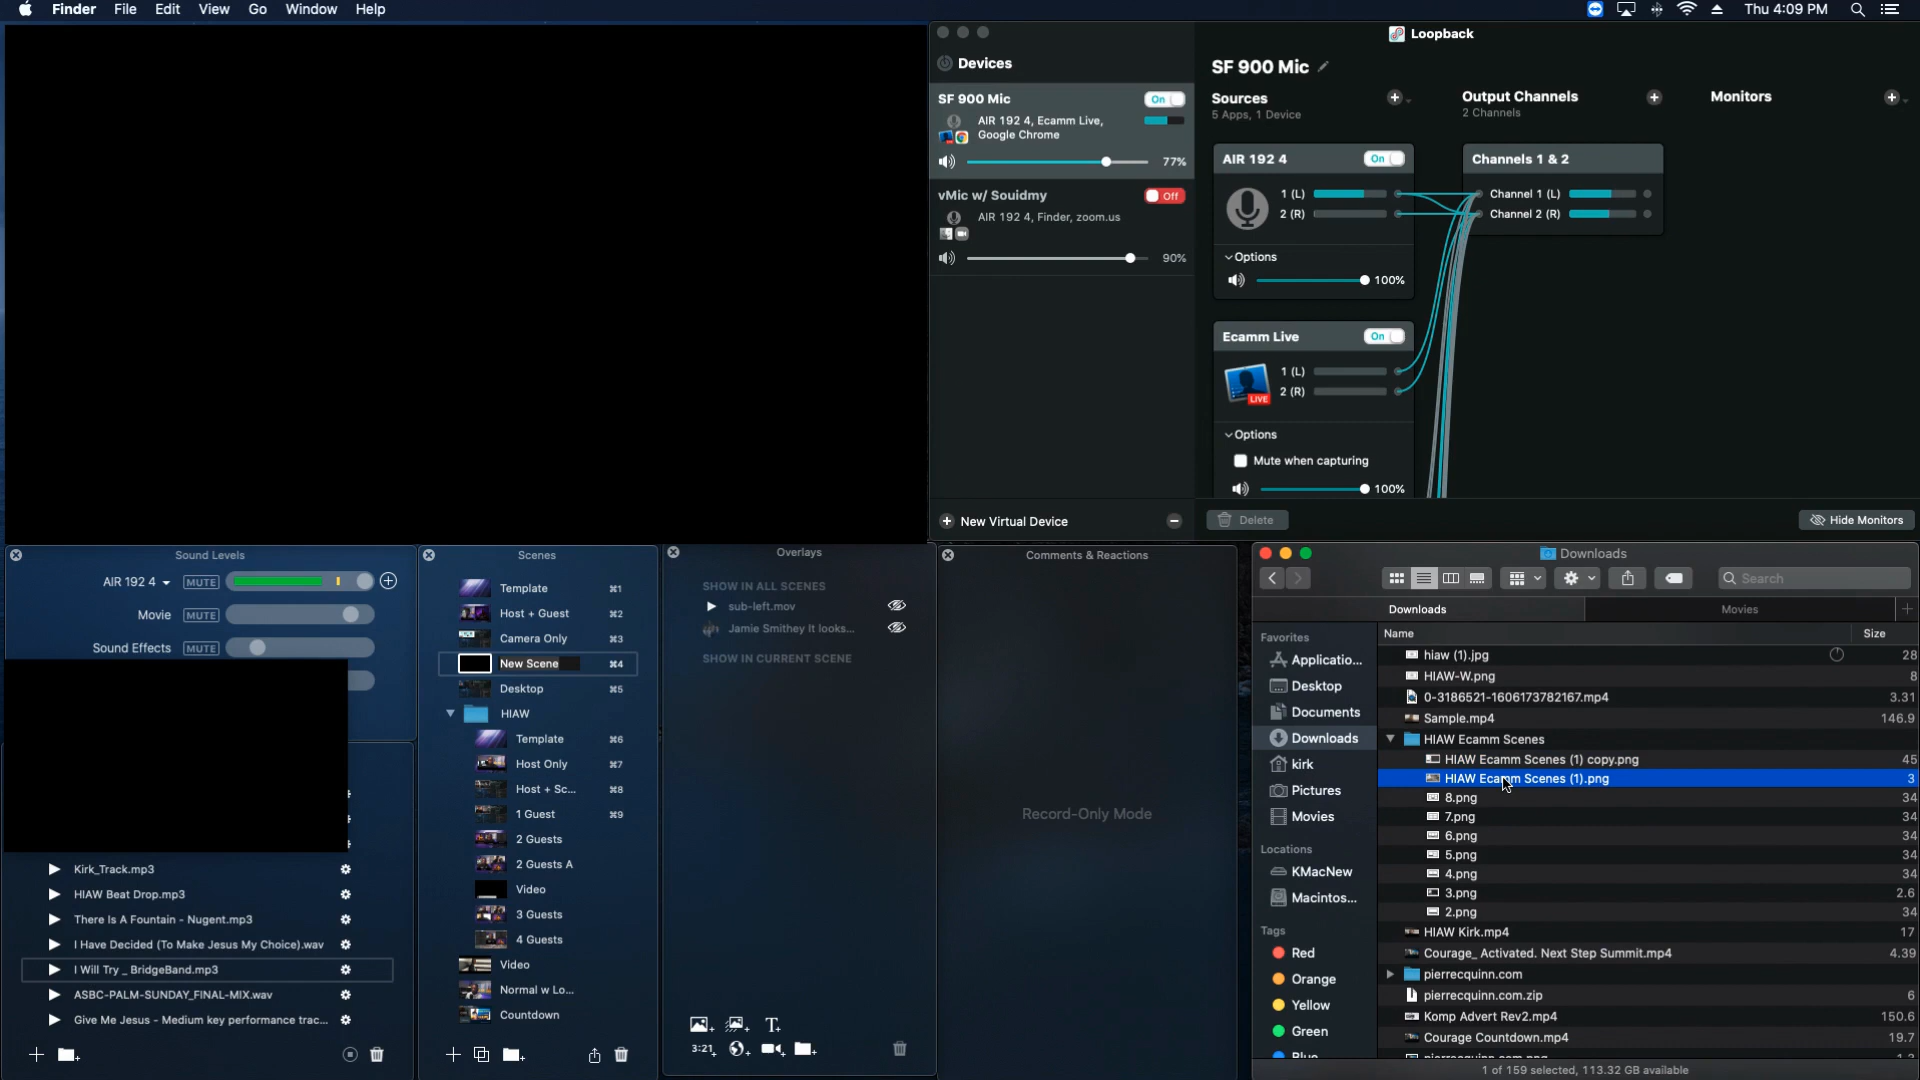 Finder File Edit View Go Window Help
Thu 4:09 PM
Loopback
Devices
SF 900 Mic
On
AIR 192 4, Ecamm Live,
Google Chrome
77%
vMic w/ Souidmy
Off
AIR 192 4, Finder, zoom.us
90%
New Virtual Device
SF 900 Mic
Sources
5 Apps, 1 Device
Output Channels
2 Channels
Monitors
AIR 192 4
On
1 (L)
2 (R)
Options
100%
Channels 1 & 2
Channel 1 (L)
Channel 2 (R)
Ecamm Live
On
1 (L)
2 (R)
LIVE
Options
Mute when capturing
100%
Delete
Hide Monitors
Sound Levels
AIR 192 4 MUTE
Movie MUTE
Sound Effects MUTE
Kirk_Track.mp3
HIAW Beat Drop.mp3
There Is A Fountain - Nugent.mp3
I Have Decided (To Make Jesus My Choice).wav
I Will Try _ BridgeBand.mp3
ASBC-PALM-SUNDAY_FINAL-MIX.wav
Give Me Jesus - Medium key performance trac...
Scenes
Template ⌘1
Host + Guest ⌘2
Camera Only ⌘3
New Scene ⌘4
Desktop ⌘5
HIAW
Template ⌘6
Host Only ⌘7
Host + Sc... ⌘8
1 Guest ⌘9
2 Guests
2 Guests A
Video
3 Guests
4 Guests
Video
Normal w Lo...
Countdown
Overlays
SHOW IN ALL SCENES
sub-left.mov
Jamie Smithey It looks...
SHOW IN CURRENT SCENE
3:21
Comments & Reactions
Record-Only Mode
Downloads
Search
Downloads
Movies
Favorites
Applicatio...
Desktop
Documents
Downloads
kirk
Pictures
Movies
Locations
KMacNew
Macintos...
Tags
Red
Orange
Yellow
Green
Blue
Name Size
hiaw (1).jpg 28
HIAW-W.png 8
0-3186521-1606173782167.mp4 3.31
Sample.mp4 146.9
HIAW Ecamm Scenes
HIAW Ecamm Scenes (1) copy.png 45
HIAW Ecamm Scenes (1).png 3
8.png 34
7.png 34
6.png 34
5.png 34
4.png 34
3.png 2.6
2.png 34
HIAW Kirk.mp4 17
Courage_ Activated. Next Step Summit.mp4 4.39
pierrecquinn.com
pierrecquinn.com.zip 6
Komp Advert Rev2.mp4 150.6
Courage Countdown.mp4 19.7
pierrecquinn.com.png
1 of 159 selected, 113.32 GB available